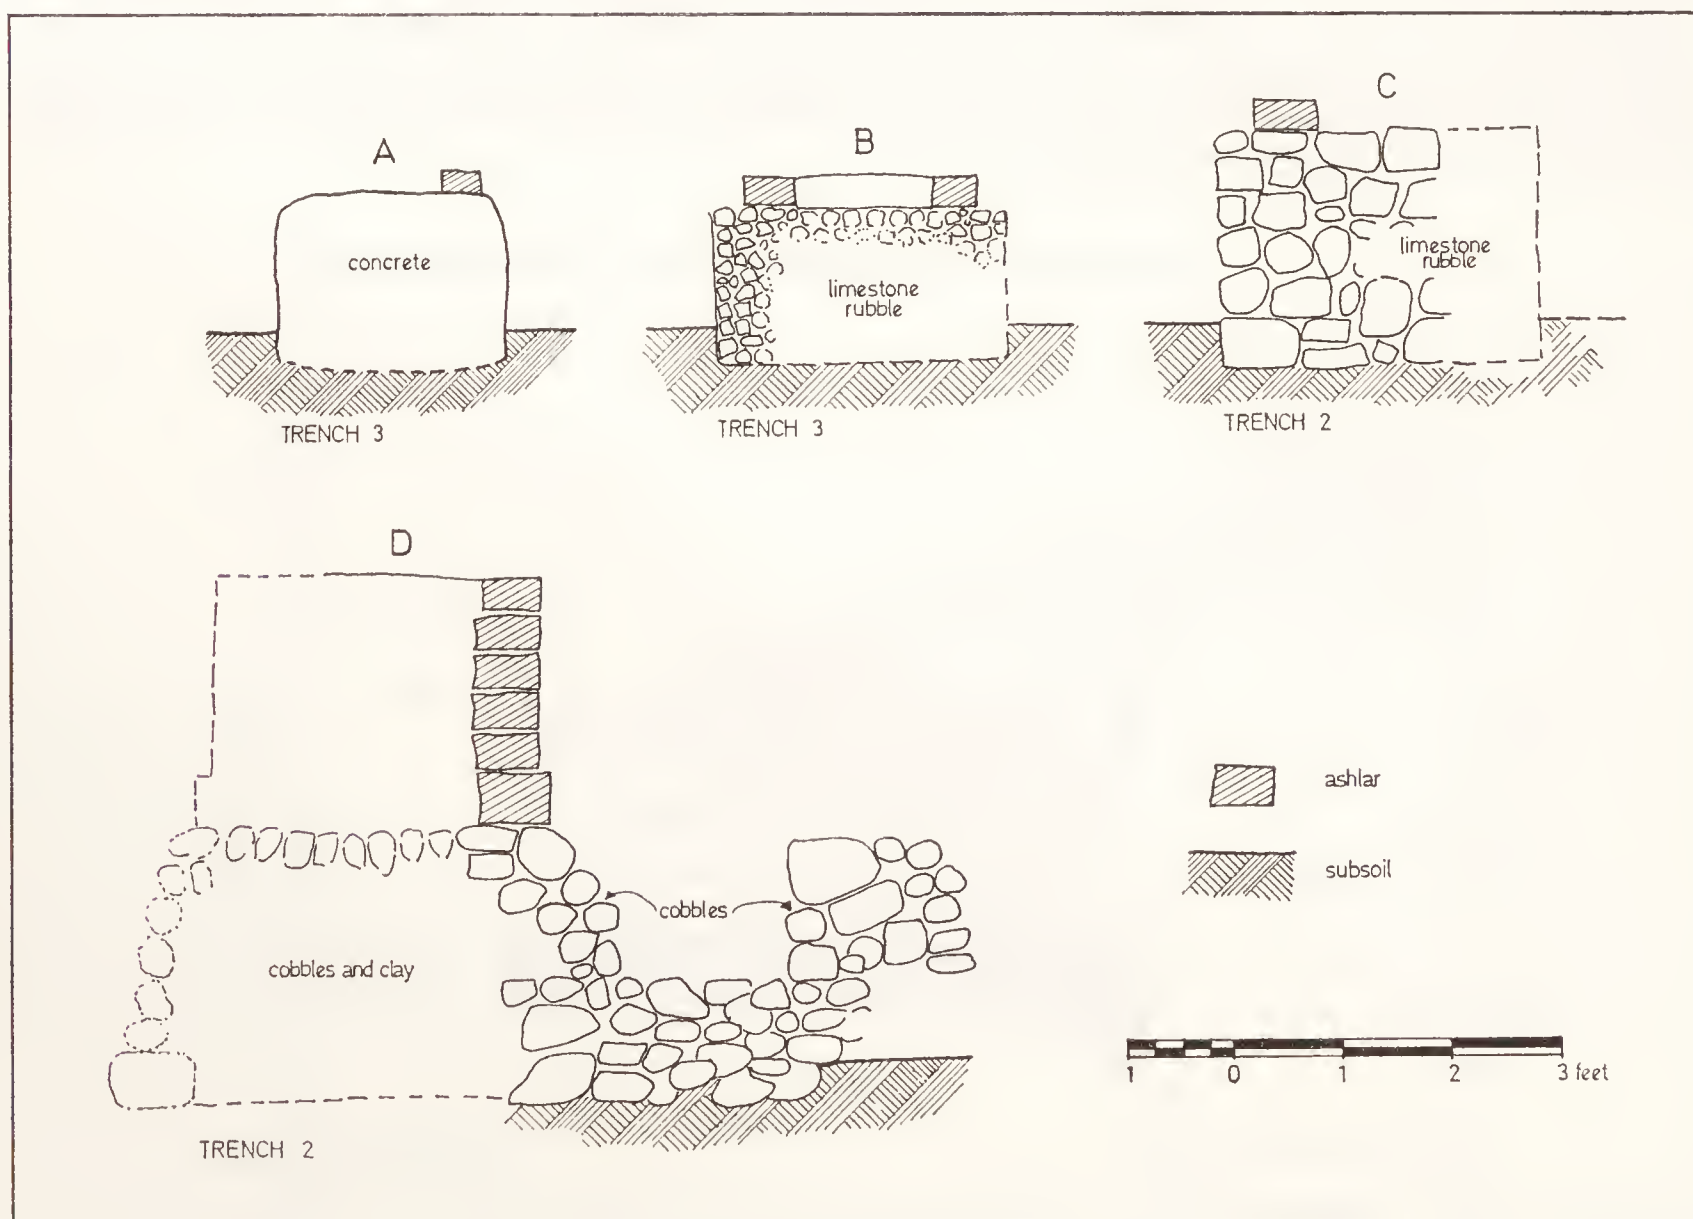 A
concrete
TRENCH 3
B
limestone
rubble
TRENCH 3
C
limestone
rubble
TRENCH 2
D
cobbles
cobbles and clay
TRENCH 2
ashlar
subsoil
1 0 1 2 3 feet